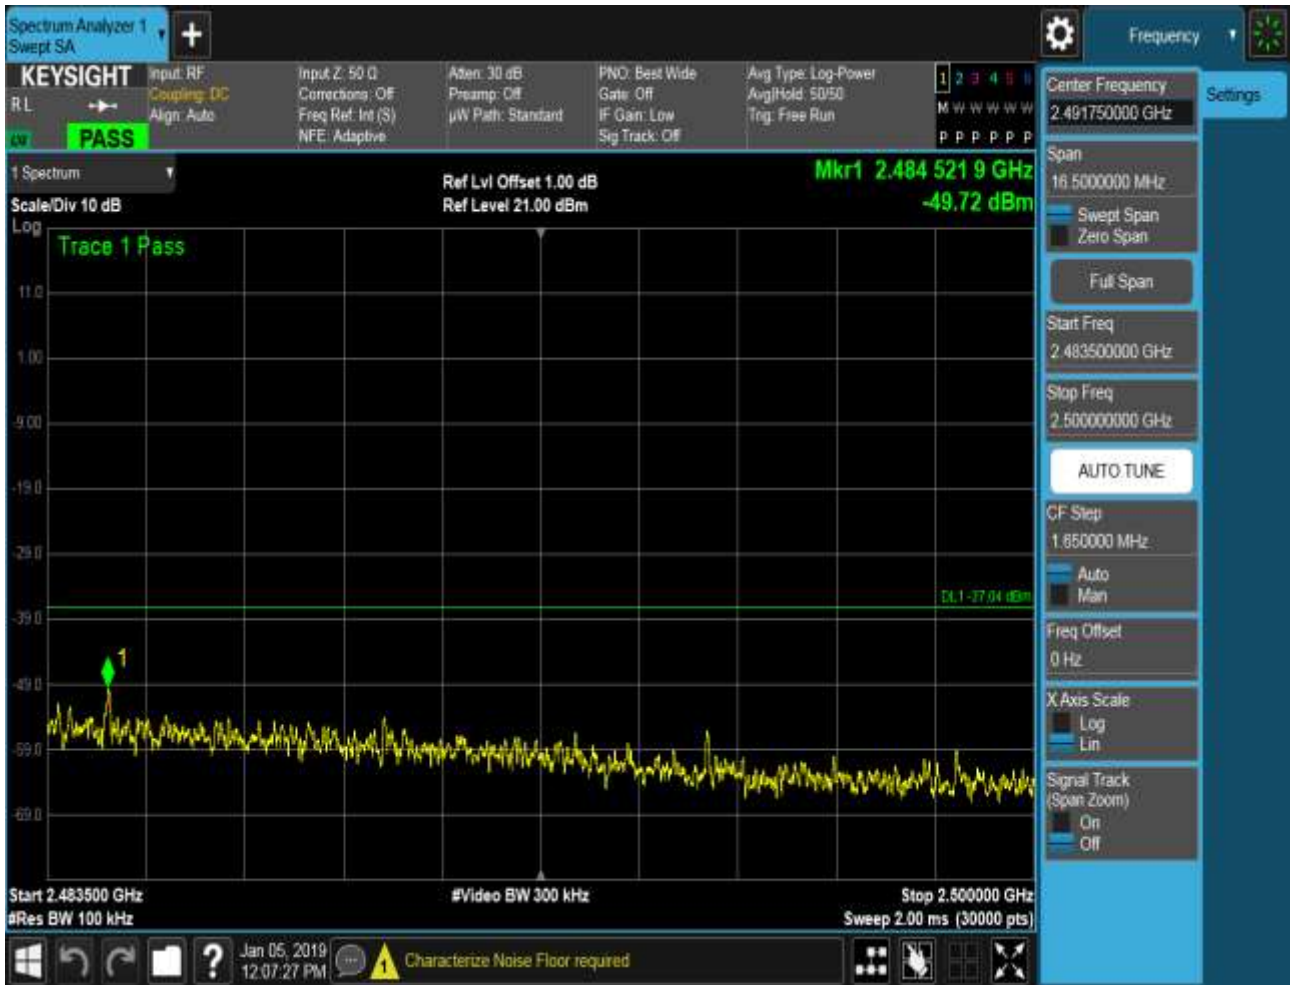 Spectrum Analyzer 1
Swept SA
+
Frequency
KEYSIGHT
R L
PASS
Input: RF
Coupling: DC
Align: Auto
Input Z: 50 Ω
Corrections: Off
Freq Ref: Int (S)
NFE: Adaptive
Atten: 30 dB
Preamp: Off
µW Path: Standard
PNO: Best Wide
Gate: Off
IF Gain: Low
Sig Track: Off
Avg Type: Log-Power
Avg|Hold: 50/50
Trig: Free Run
1 2 3 4 5 6
M W W W W W
P P P P P P
1 Spectrum
Scale/Div 10 dB
Ref Lvl Offset 1.00 dB
Ref Level 21.00 dBm
Mkr1 2.484 521 9 GHz
-49.72 dBm
Log
Trace 1 Pass
11.0
1.00
-9.00
-19.0
-29.0
-39.0
-49.0
-59.0
-69.0
DL1 -37.04 dBm
1
Start 2.483500 GHz
#Res BW 100 kHz
#Video BW 300 kHz
Stop 2.500000 GHz
Sweep 2.00 ms (30000 pts)
Jan 05, 2019
12:07:27 PM
?
1
Characterize Noise Floor required
Settings
Center Frequency
2.491750000 GHz
Span
16.5000000 MHz
Swept Span
Zero Span
Full Span
Start Freq
2.483500000 GHz
Stop Freq
2.500000000 GHz
AUTO TUNE
CF Step
1.650000 MHz
Auto
Man
Freq Offset
0 Hz
X Axis Scale
Log
Lin
Signal Track
(Span Zoom)
On
Off